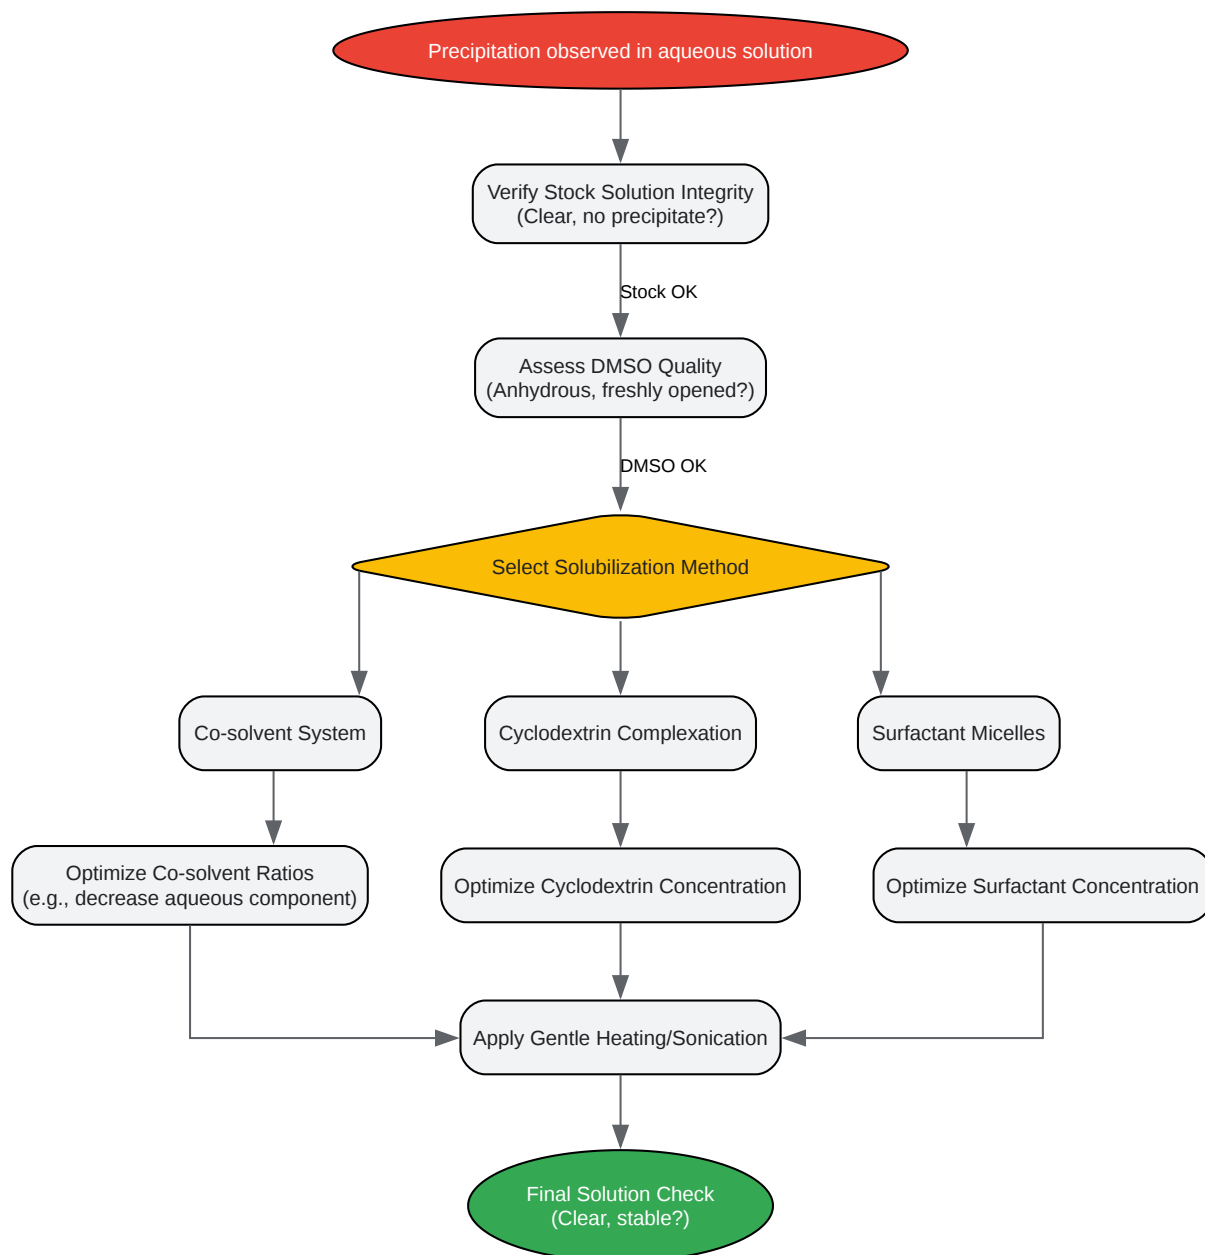 Precipitation observed in aqueous solution
Verify Stock Solution Integrity
(Clear, no precipitate?)
Stock OK
Assess DMSO Quality
(Anhydrous, freshly opened?)
DMSO OK
Select Solubilization Method
Co-solvent System
Cyclodextrin Complexation
Surfactant Micelles
Optimize Co-solvent Ratios
(e.g., decrease aqueous component)
Optimize Cyclodextrin Concentration
Optimize Surfactant Concentration
Apply Gentle Heating/Sonication
Final Solution Check
(Clear, stable?)